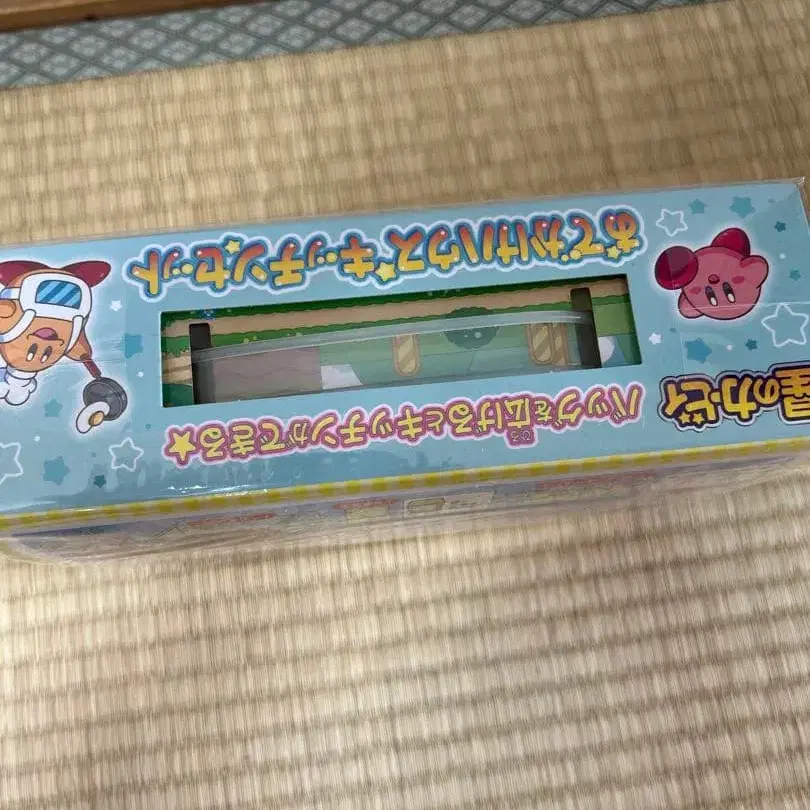 星のカービィ
バッグを広げるとキッチンができる★
おでかけハウス キッチンセット